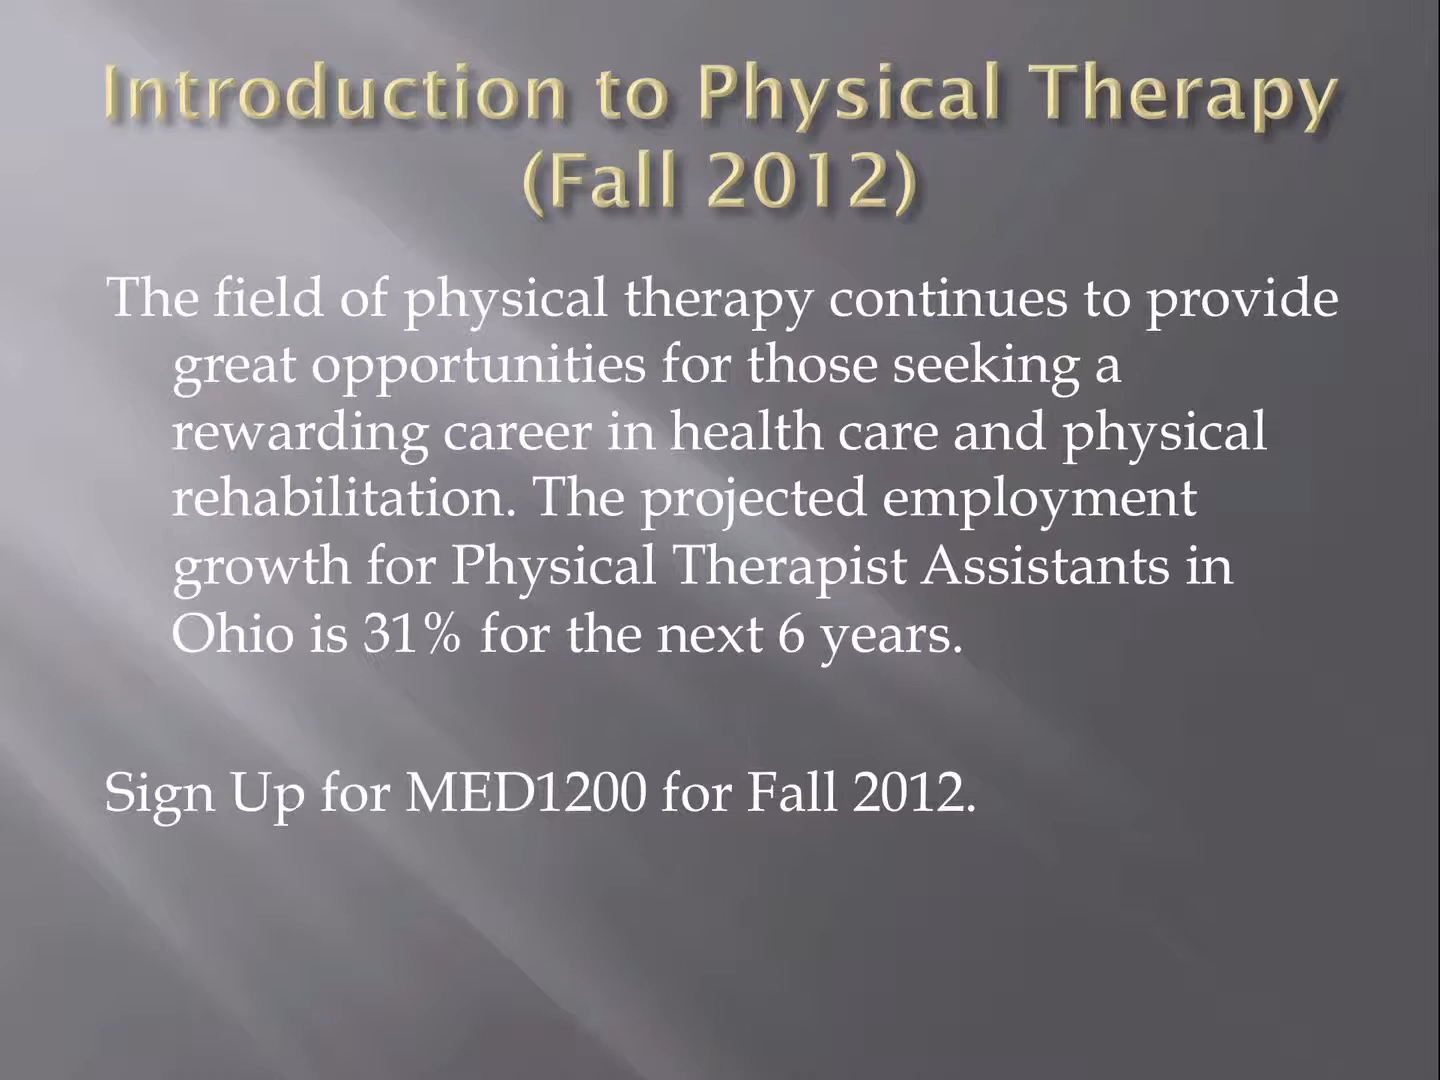 Introduction to Physical Therapy
(Fall 2012)
The field of physical therapy continues to provide
great opportunities for those seeking a
rewarding career in health care and physical
rehabilitation. The projected employment
growth for Physical Therapist Assistants in
Ohio is 31% for the next 6 years.
Sign Up for MED1200 for Fall 2012.